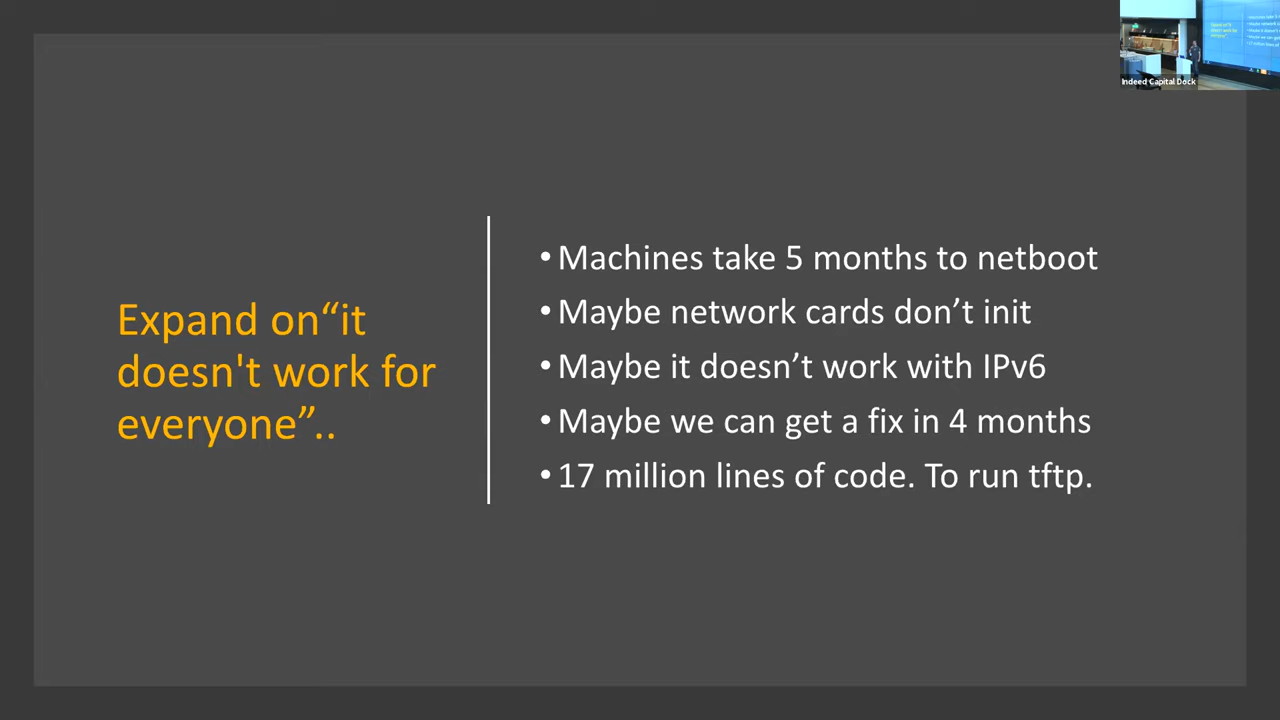 Indeed Capital Dock
Expand on“it
doesn't work for
everyone”..
•Machines take 5 months to netboot
•Maybe network cards don’t init
•Maybe it doesn’t work with IPv6
•Maybe we can get a fix in 4 months
•17 million lines of code. To run tftp.